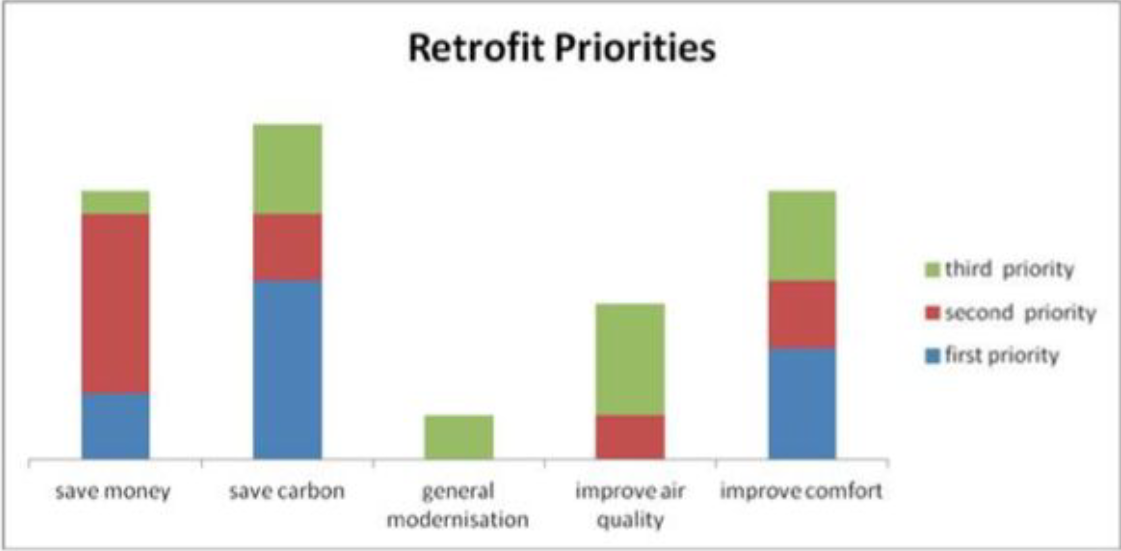 Retrofit Priorities
third priority
second priority
first priority
save money
save carbon
general
modernisation
improve air
quality
improve comfort